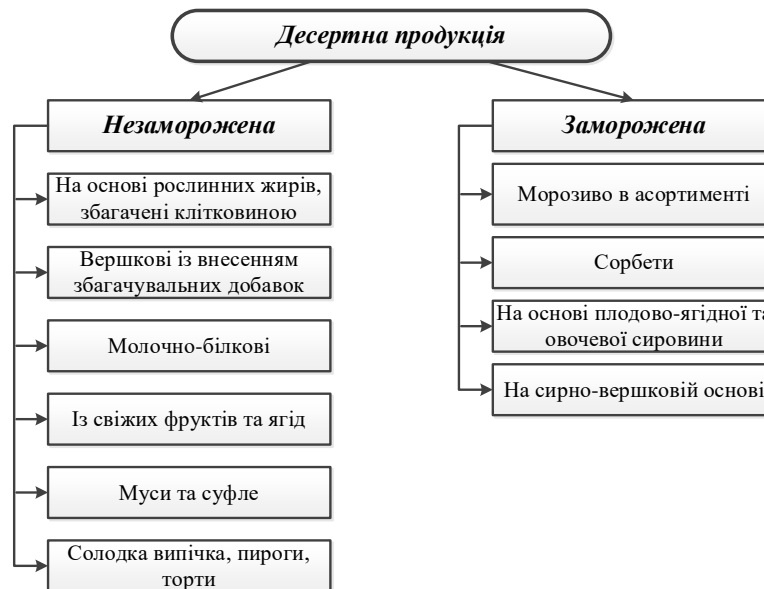 Десертна продукція
Незаморожена
Заморожена
На основі рослинних жирів,
збагачені клітковиною
Вершкові із внесенням
збагачувальних добавок
Молочно-білкові
Із свіжих фруктів та ягід
Муси та суфле
Солодка випічка, пироги,
торти
Морозиво в асортименті
Сорбети
На основі плодово-ягідної та
овочевої сировини
На сирно-вершковій основі